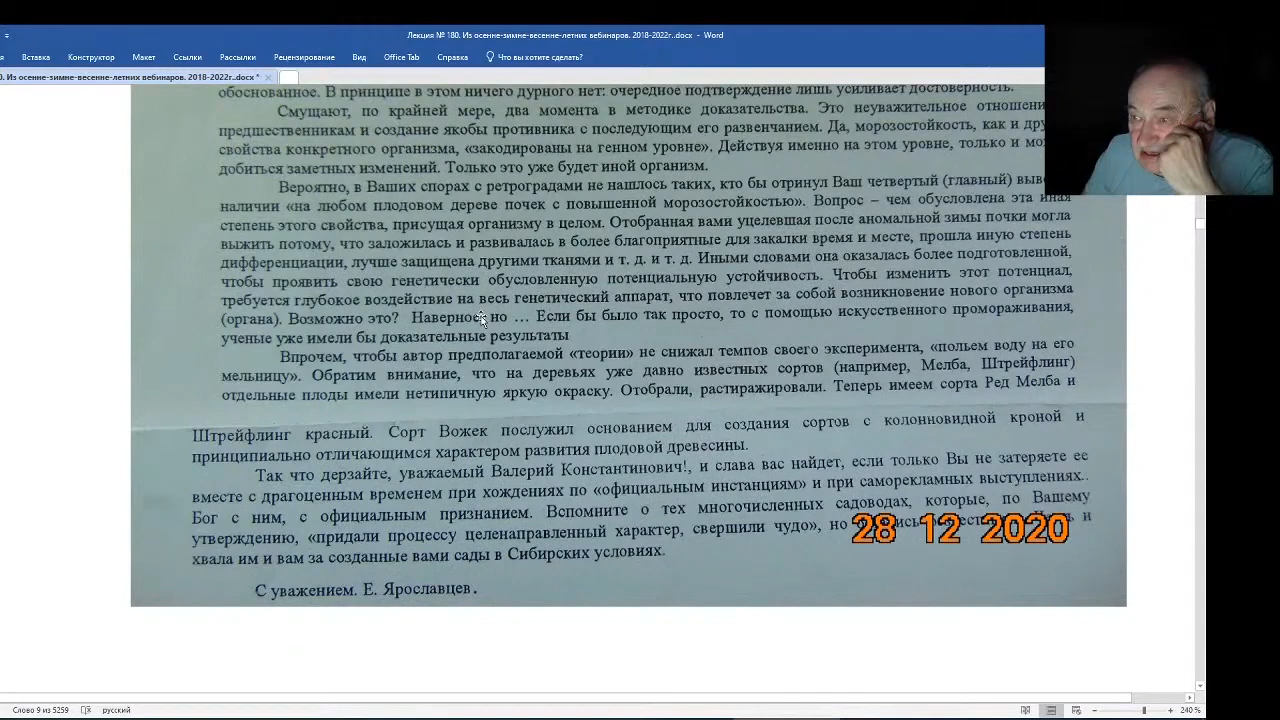 Лекция № 180. Из осенне-зимне-весенне-летних вебинаров. 2018-2022г..docx - Word
Вставка Конструктор Макет Ссылки Рассылки Рецензирование Вид Office Tab Справка Что вы хотите сделать?
0. Из осенне-зимне-весенне-летних вебинаров. 2018-2022г..docx *
обоснованное. В принципе в этом ничего дурного нет: очередное подтверждение лишь усиливает достоверность.
Смущают, по крайней мере, два момента в методике доказательства. Это неуважительное отношени
предшественникам и создание якобы противника с последующим его развенчанием. Да, морозостойкость, как и дру
свойства конкретного организма, «закодированы на генном уровне». Действуя именно на этом уровне, только и мо
добиться заметных изменений. Только это уже будет иной организм.
Вероятно, в Ваших спорах с ретроградами не нашлось таких, кто бы отринул Ваш четвертый (главный) выво
наличии «на любом плодовом дереве почек с повышенной морозостойкостью». Вопрос – чем обусловлена эта иная
степень этого свойства, присущая организму в целом. Отобранная вами уцелевшая после аномальной зимы почки могла
выжить потому, что заложилась и развивалась в более благоприятные для закалки время и месте, прошла иную степень
дифференциации, лучше защищена другими тканями и т. д. и т. д. Иными словами она оказалась более подготовленной,
чтобы проявить свою генетически обусловленную потенциальную устойчивость. Чтобы изменить этот потенциал,
требуется глубокое воздействие на весь генетический аппарат, что повлечет за собой возникновение нового организма
(органа). Возможно это? Наверное, но … Если бы было так просто, то с помощью искусственного промораживания,
ученые уже имели бы доказательные результаты
Впрочем, чтобы автор предполагаемой «теории» не снижал темпов своего эксперимента, «польем воду на его
мельницу». Обратим внимание, что на деревьях уже давно известных сортов (например, Мелба, Штрейфлинг)
отдельные плоды имели нетипичную яркую окраску. Отобрали, растиражировали. Теперь имеем сорта Ред Мелба и
Штрейфлинг красный. Сорт Вожек послужил основанием для создания сортов с колонновидной кроной и
принципиально отличающимся характером развития плодовой древесины.
Так что дерзайте, уважаемый Валерий Константинович!, и слава вас найдет, если только Вы не затеряете ее
вместе с драгоценным временем при хождениях по «официальным инстанциям» и при саморекламных выступлениях..
Бог с ним, с официальным признанием. Вспомните о тех многочисленных садоводах, которые, по Вашему
утверждению, «придали процессу целенаправленный характер, свершили чудо», но и
хвала им и вам за созданные вами сады в Сибирских условиях.
28 12 2020
С уважением. Е. Ярославцев.
Слово 9 из 5259 русский 240 %